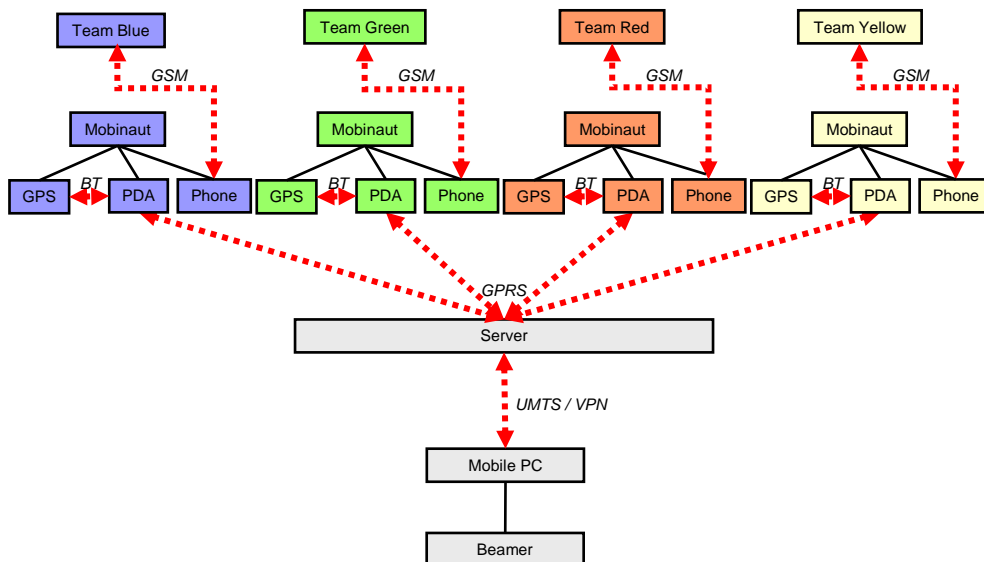 Team Blue
Team Green
Team Red
Team Yellow
GSM
GSM
GSM
GSM
Mobinaut
Mobinaut
Mobinaut
Mobinaut
GPS
BT
PDA
Phone
GPS
BT
PDA
Phone
GPS
BT
PDA
Phone
GPS
BT
PDA
Phone
GPRS
Server
UMTS / VPN
Mobile PC
Beamer